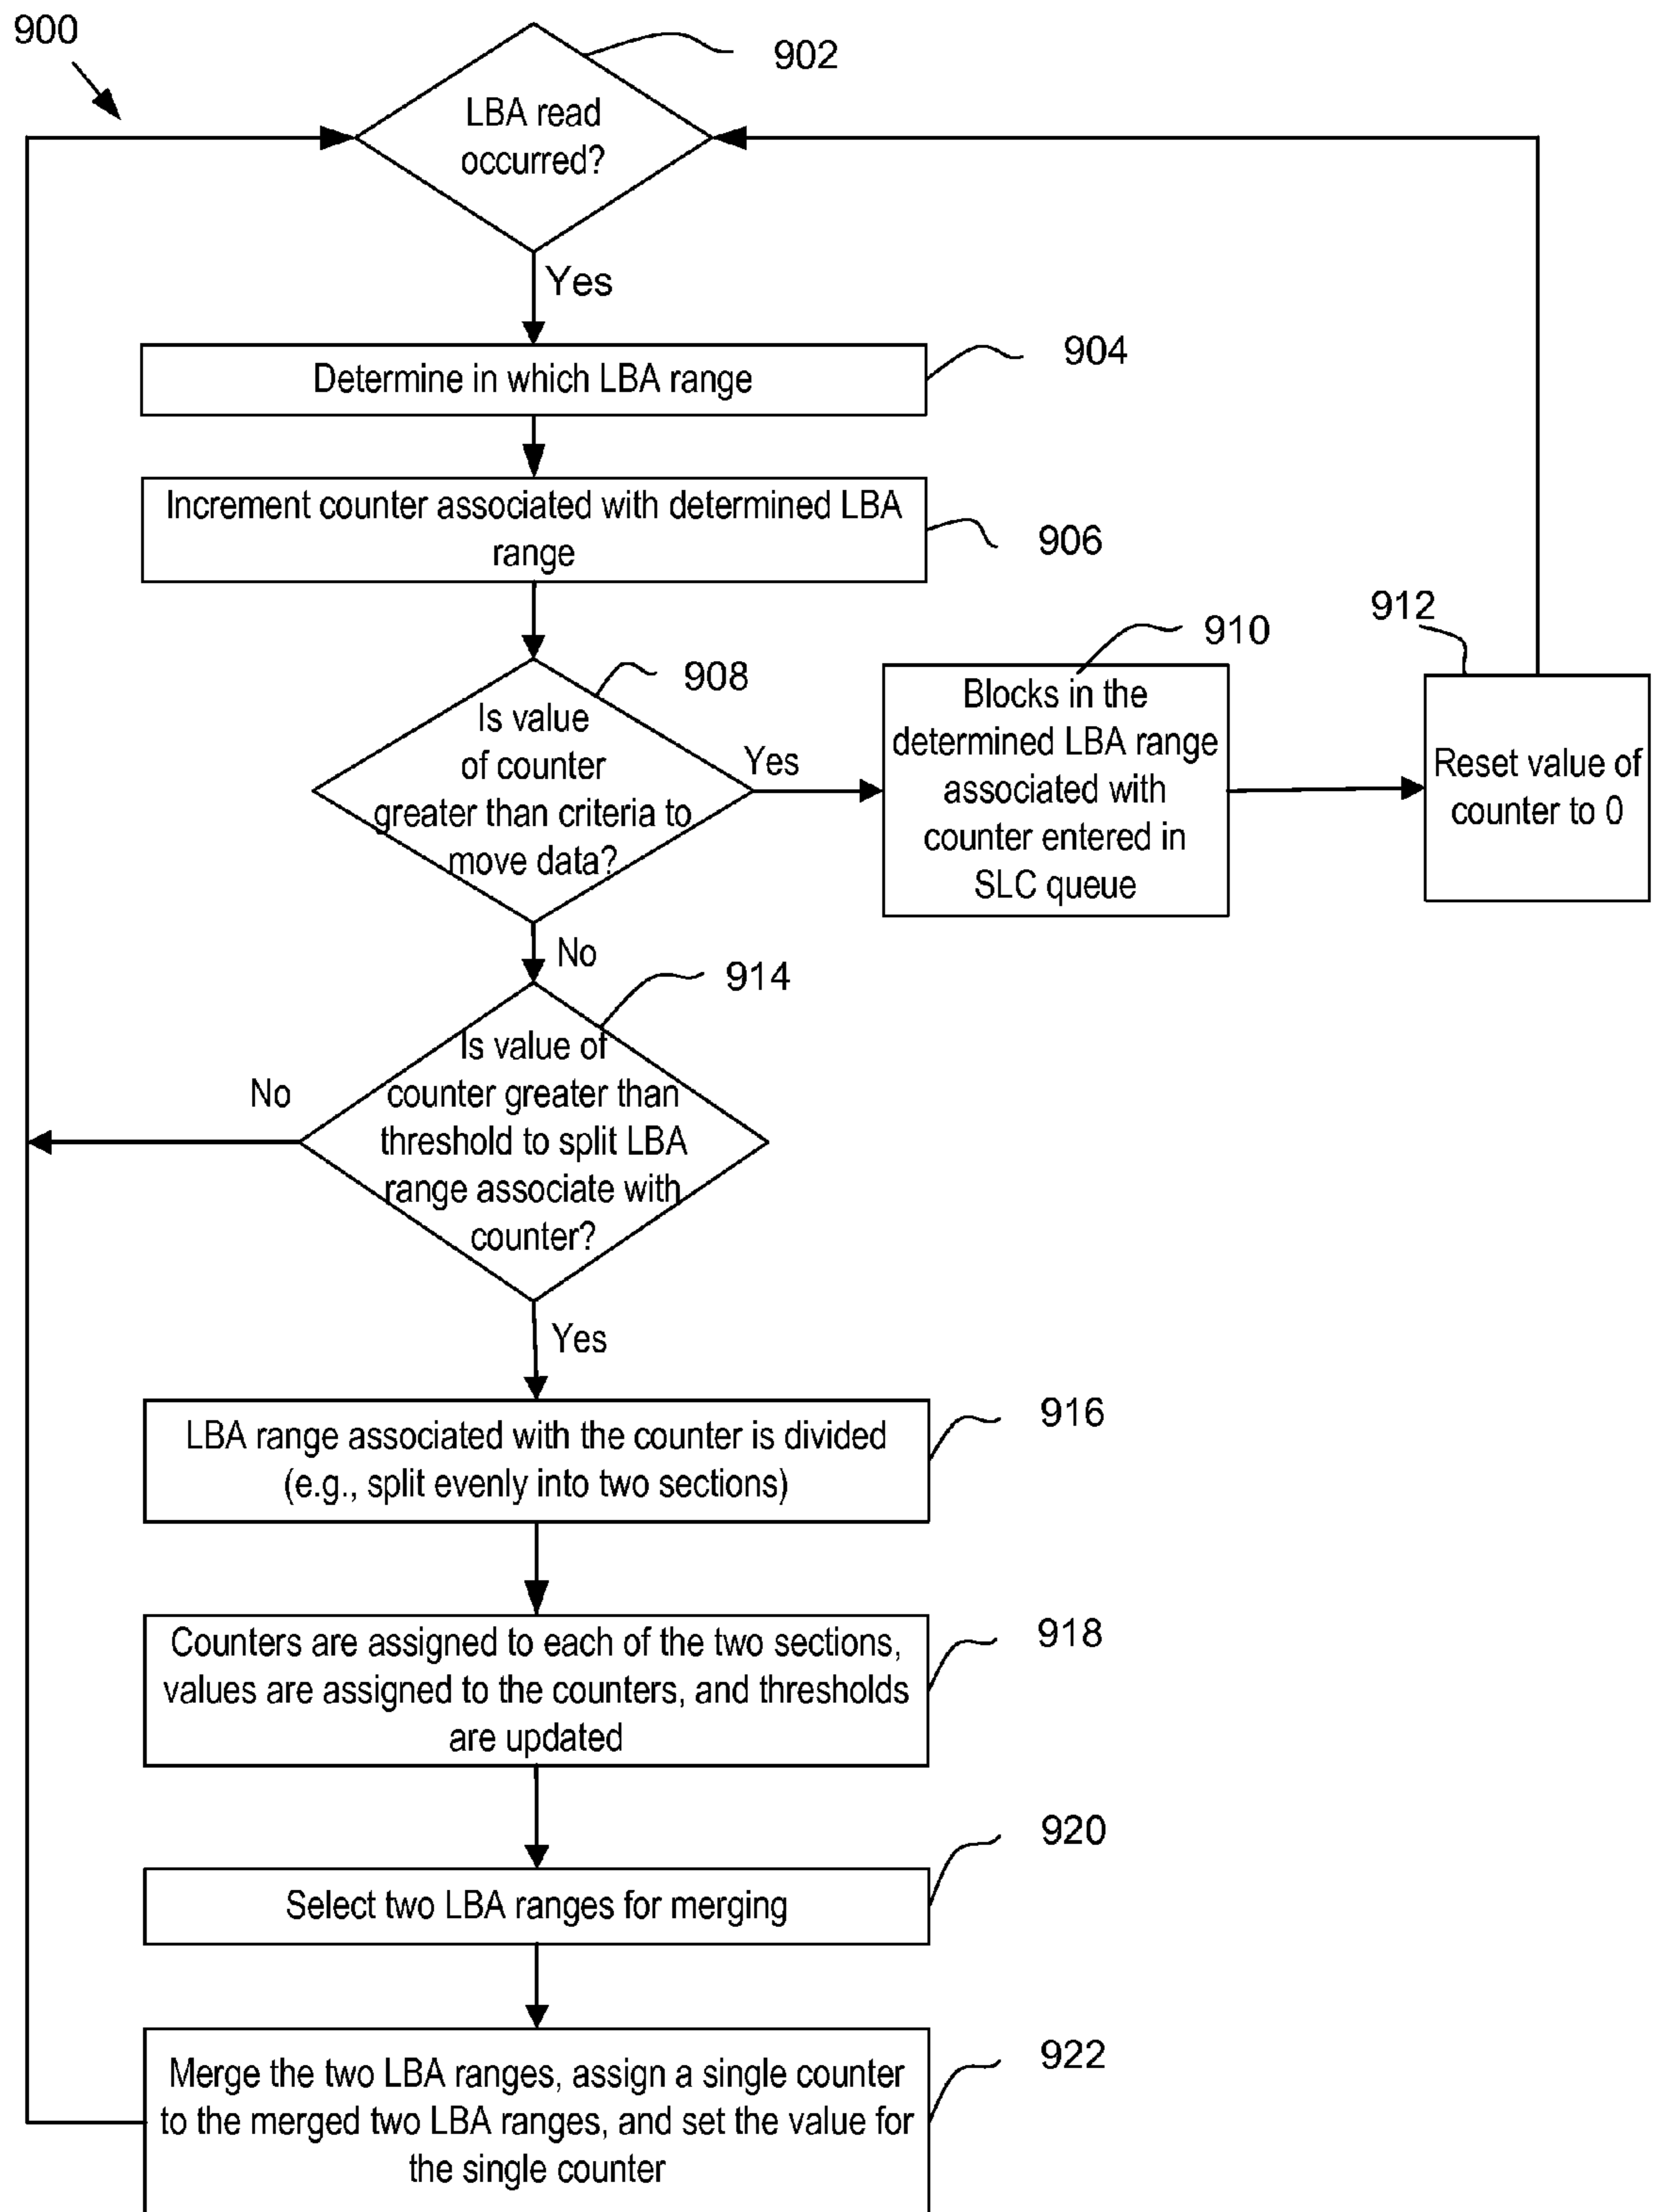 900
902
LBA read
occurred?
Yes
904
Determine in which LBA range
Increment counter associated with determined LBA
range
906
908
Is value
of counter
greater than criteria to
move data?
Yes
910
Blocks in the
determined LBA range
associated with
counter entered in
SLC queue
912
Reset value of
counter to 0
No
914
Is value of
counter greater than
threshold to split LBA
range associate with
counter?
No
Yes
916
LBA range associated with the counter is divided
(e.g., split evenly into two sections)
918
Counters are assigned to each of the two sections,
values are assigned to the counters, and thresholds
are updated
920
Select two LBA ranges for merging
922
Merge the two LBA ranges, assign a single counter
to the merged two LBA ranges, and set the value for
the single counter